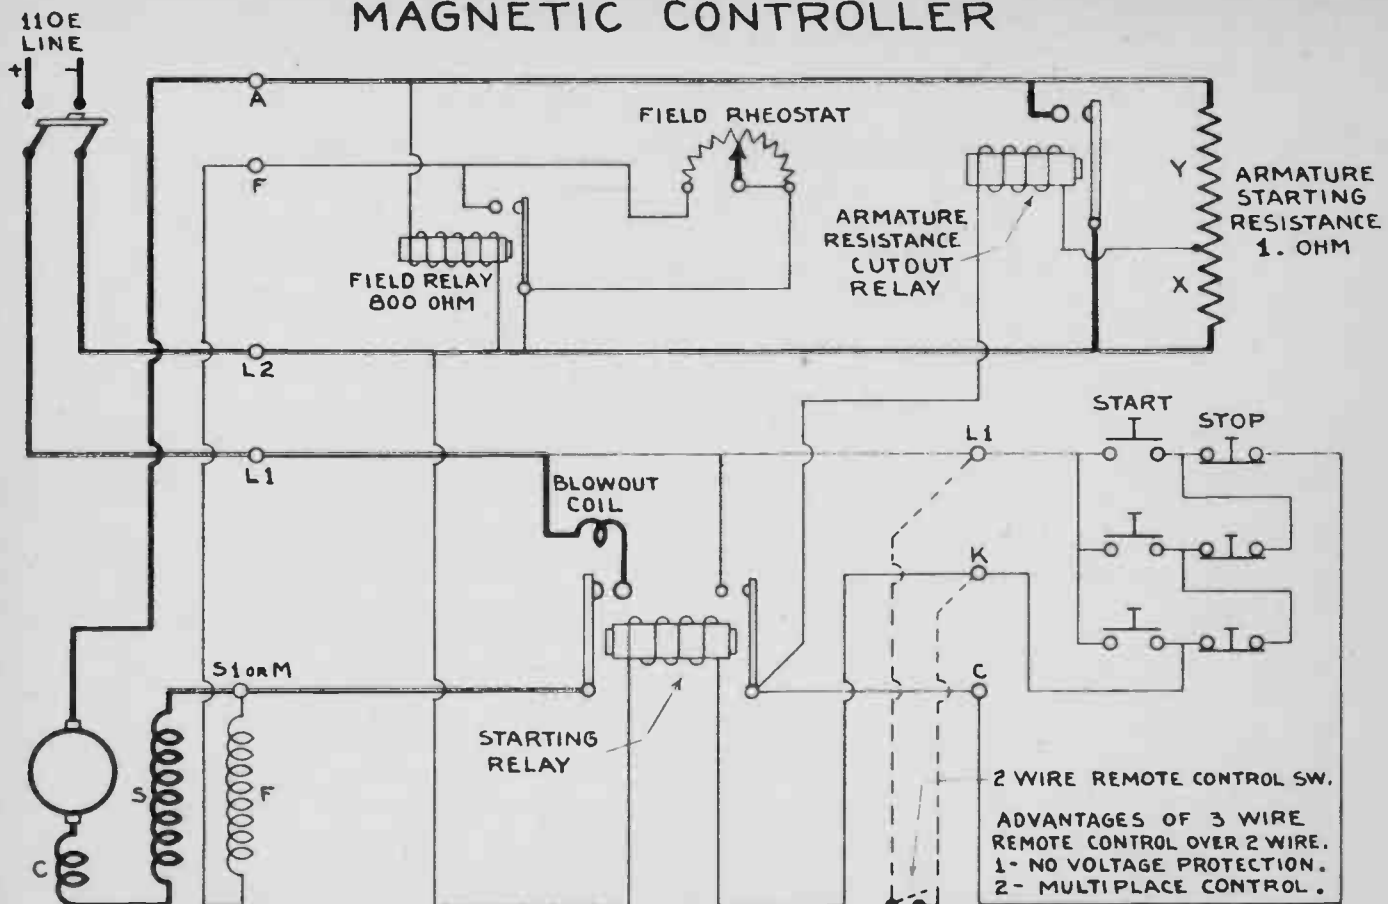 MAGNETIC CONTROLLER
110E
LINE
+ -
A
FIELD RHEOSTAT
F
Y
ARMATURE
STARTING
RESISTANCE
1. OHM
ARMATURE
RESISTANCE
CUTOUT
RELAY
FIELD RELAY
800 OHM
X
L2
START
STOP
L1
L1
BLOWOUT
COIL
K
S1 OR M
C
STARTING
RELAY
2 WIRE REMOTE CONTROL SW.
S
F
ADVANTAGES OF 3 WIRE
REMOTE CONTROL OVER 2 WIRE.
1- NO VOLTAGE PROTECTION.
2- MULTIPLACE CONTROL.
C